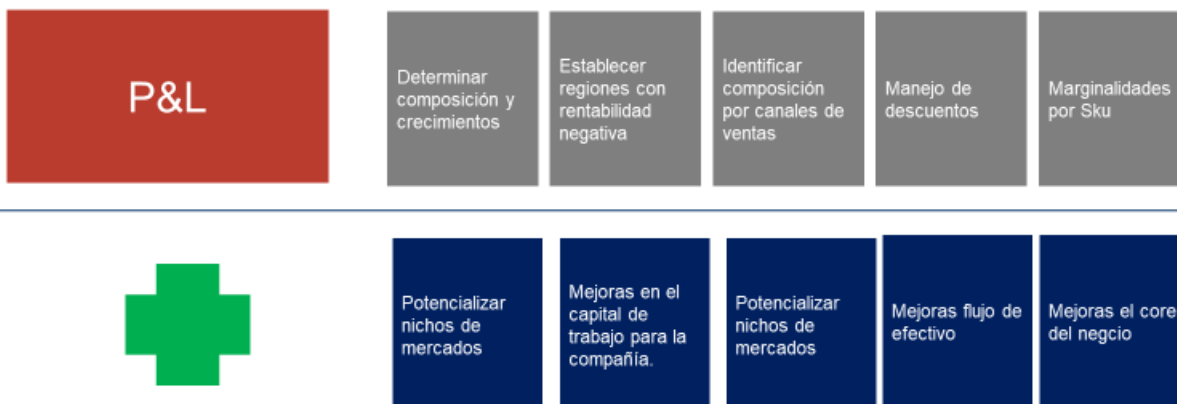 P&L
Determinar
composición y
crecimientos
Establecer
regiones con
rentabilidad
negativa
Identificar
composición
por canales de
ventas
Manejo de
descuentos
Marginalidades
por Sku
Potencializar
nichos de
mercados
Mejoras en el
capital de
trabajo para la
compañía.
Potencializar
nichos de
mercados
Mejoras flujo de
efectivo
Mejoras el core
del negcio